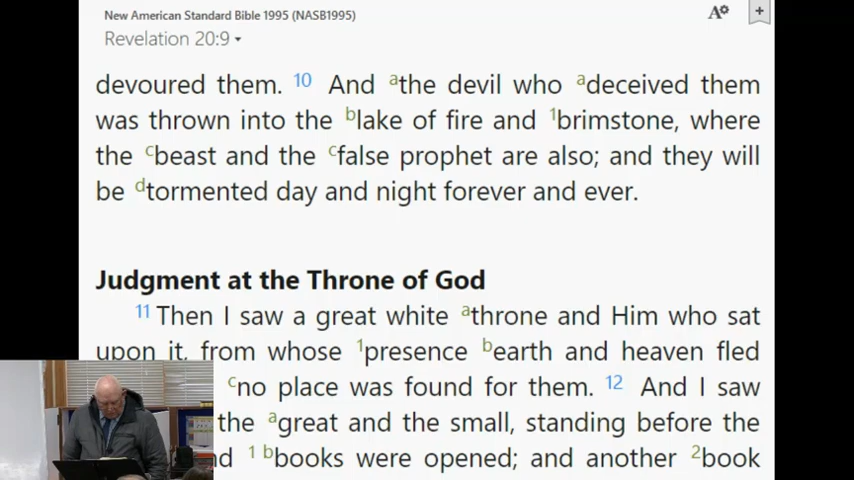 New American Standard Bible 1995 (NASB1995)
Revelation 20:9
devoured them. 10 And athe devil who adeceived them
was thrown into the blake of fire and 1brimstone, where
the cbeast and the cfalse prophet are also; and they will
be dtormented day and night forever and ever.
Judgment at the Throne of God
11 Then I saw a great white athrone and Him who sat
upon it, from whose 1presence bearth and heaven fled
cno place was found for them. 12 And I saw
the agreat and the small, standing before the
1 bbooks were opened; and another 2book